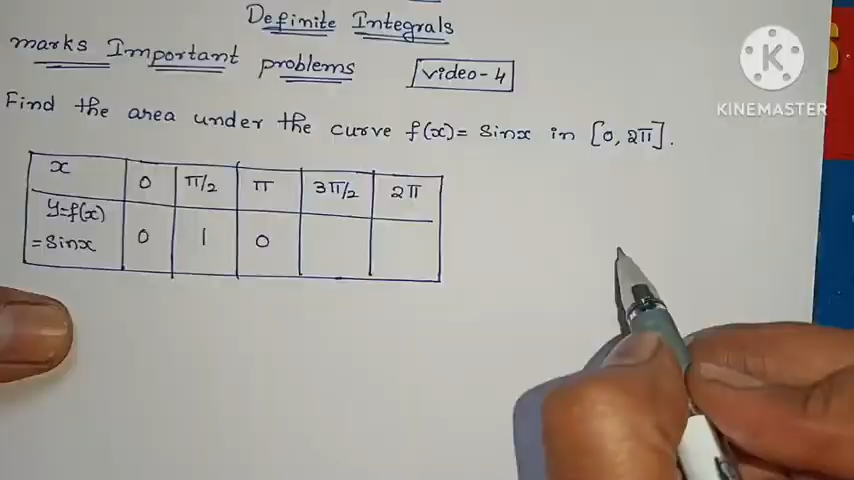 Definite Integrals
marks Important problems video-4
Find the area under the curve f(x)= sinx in [0, 2π].
x 0 π/2 π 3π/2 2π
y=f(x)
=sinx 0 1 0
K
KINEMASTER